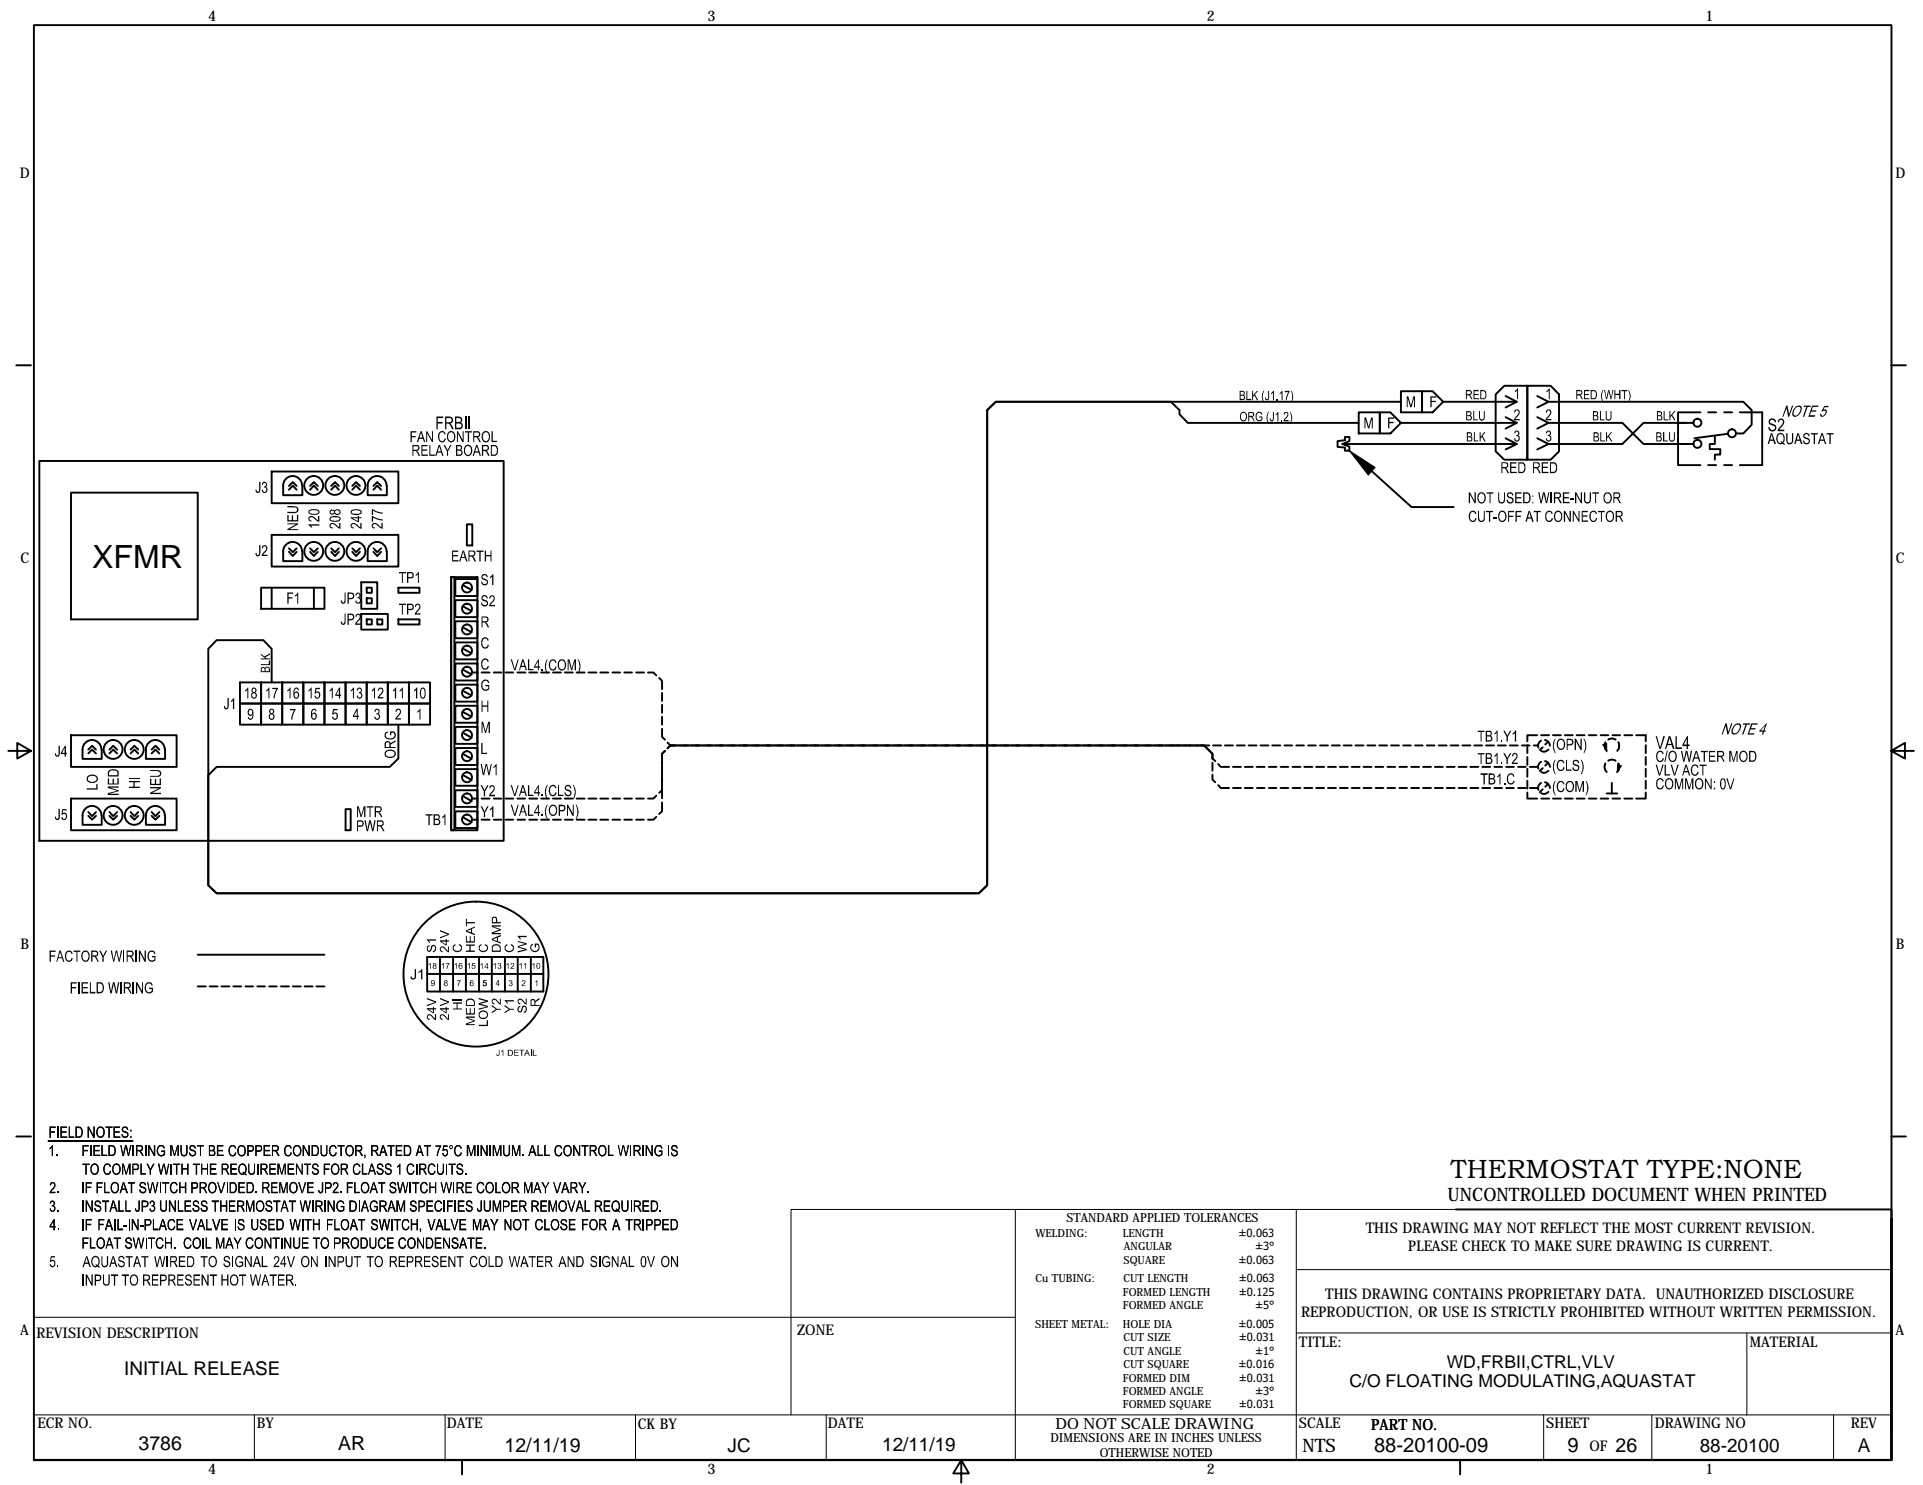 4 3 2 1
D D
C C
B B
A A
FRBII
FAN CONTROL
RELAY BOARD
XFMR
J3
NEU 120 208 240 277
J2
EARTH
F1
JP3
TP1
JP2
TP2
S1
S2
R
C
C
G
H
M
L
W1
Y2
Y1
TB1
BLK
J1
18 17 16 15 14 13 12 11 10
9 8 7 6 5 4 3 2 1
ORG
J4
LO MED HI NEU
J5
MTR
PWR
VAL4.(COM)
VAL4.(CLS)
VAL4.(OPN)
BLK (J1.17) M F RED 1 1 RED (WHT)
ORG (J1.2) M F BLU 2 2 BLU BLK
BLK 3 3 BLK BLU
RED RED
NOTE 5
S2
AQUASTAT
NOT USED: WIRE-NUT OR
CUT-OFF AT CONNECTOR
TB1.Y1 (OPN)
TB1.Y2 (CLS)
TB1.C (COM)
NOTE 4
VAL4
C/O WATER MOD
VLV ACT
COMMON: 0V
FACTORY WIRING
FIELD WIRING
S1 24V C HEAT C DAMP C W1 G
J1
18 17 16 15 14 13 12 11 10
9 8 7 6 5 4 3 2 1
24V 24V HI MED LOW Y2 Y1 S2 R
J1 DETAIL
FIELD NOTES:
1. FIELD WIRING MUST BE COPPER CONDUCTOR, RATED AT 75°C MINIMUM. ALL CONTROL WIRING IS
TO COMPLY WITH THE REQUIREMENTS FOR CLASS 1 CIRCUITS.
2. IF FLOAT SWITCH PROVIDED. REMOVE JP2. FLOAT SWITCH WIRE COLOR MAY VARY.
3. INSTALL JP3 UNLESS THERMOSTAT WIRING DIAGRAM SPECIFIES JUMPER REMOVAL REQUIRED.
4. IF FAIL-IN-PLACE VALVE IS USED WITH FLOAT SWITCH, VALVE MAY NOT CLOSE FOR A TRIPPED
FLOAT SWITCH. COIL MAY CONTINUE TO PRODUCE CONDENSATE.
5. AQUASTAT WIRED TO SIGNAL 24V ON INPUT TO REPRESENT COLD WATER AND SIGNAL 0V ON
INPUT TO REPRESENT HOT WATER.
THERMOSTAT TYPE:NONE
UNCONTROLLED DOCUMENT WHEN PRINTED
THIS DRAWING MAY NOT REFLECT THE MOST CURRENT REVISION.
PLEASE CHECK TO MAKE SURE DRAWING IS CURRENT.
THIS DRAWING CONTAINS PROPRIETARY DATA. UNAUTHORIZED DISCLOSURE
REPRODUCTION, OR USE IS STRICTLY PROHIBITED WITHOUT WRITTEN PERMISSION.
STANDARD APPLIED TOLERANCES
WELDING: LENGTH ±0.063
ANGULAR ±3°
SQUARE ±0.063
Cu TUBING: CUT LENGTH ±0.063
FORMED LENGTH ±0.125
FORMED ANGLE ±5°
SHEET METAL: HOLE DIA ±0.005
CUT SIZE ±0.031
CUT ANGLE ±1°
CUT SQUARE ±0.016
FORMED DIM ±0.031
FORMED ANGLE ±3°
FORMED SQUARE ±0.031
DO NOT SCALE DRAWING
DIMENSIONS ARE IN INCHES UNLESS
OTHERWISE NOTED
REVISION DESCRIPTION
INITIAL RELEASE
ZONE
TITLE:
WD,FRBII,CTRL,VLV
C/O FLOATING MODULATING,AQUASTAT
MATERIAL
ECR NO. BY DATE CK BY DATE
3786 AR 12/11/19 JC 12/11/19
SCALE PART NO. SHEET DRAWING NO REV
NTS 88-20100-09 9 OF 26 88-20100 A
4 3 2 1